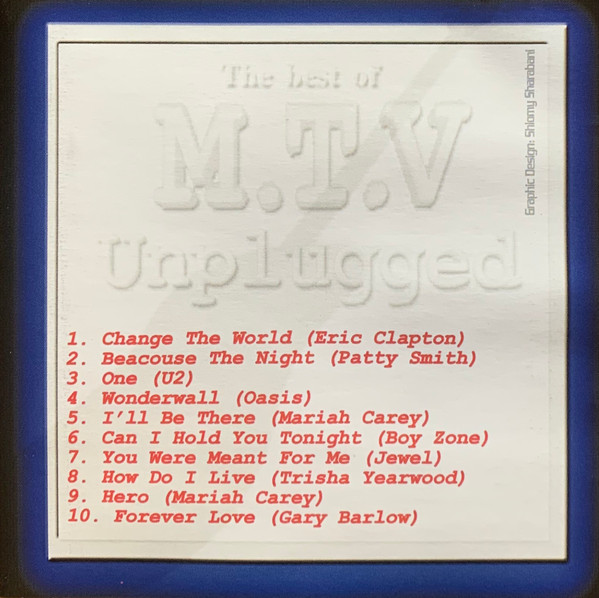 The best of
M.T.V
Unplugged
Graphic Design: Shlomy Sharabani
1. Change The World (Eric Clapton)
2. Beacouse The Night (Patty Smith)
3. One (U2)
4. Wonderwall (Oasis)
5. I'll Be There (Mariah Carey)
6. Can I Hold You Tonight (Boy Zone)
7. You Were Meant For Me (Jewel)
8. How Do I Live (Trisha Yearwood)
9. Hero (Mariah Carey)
10. Forever Love (Gary Barlow)